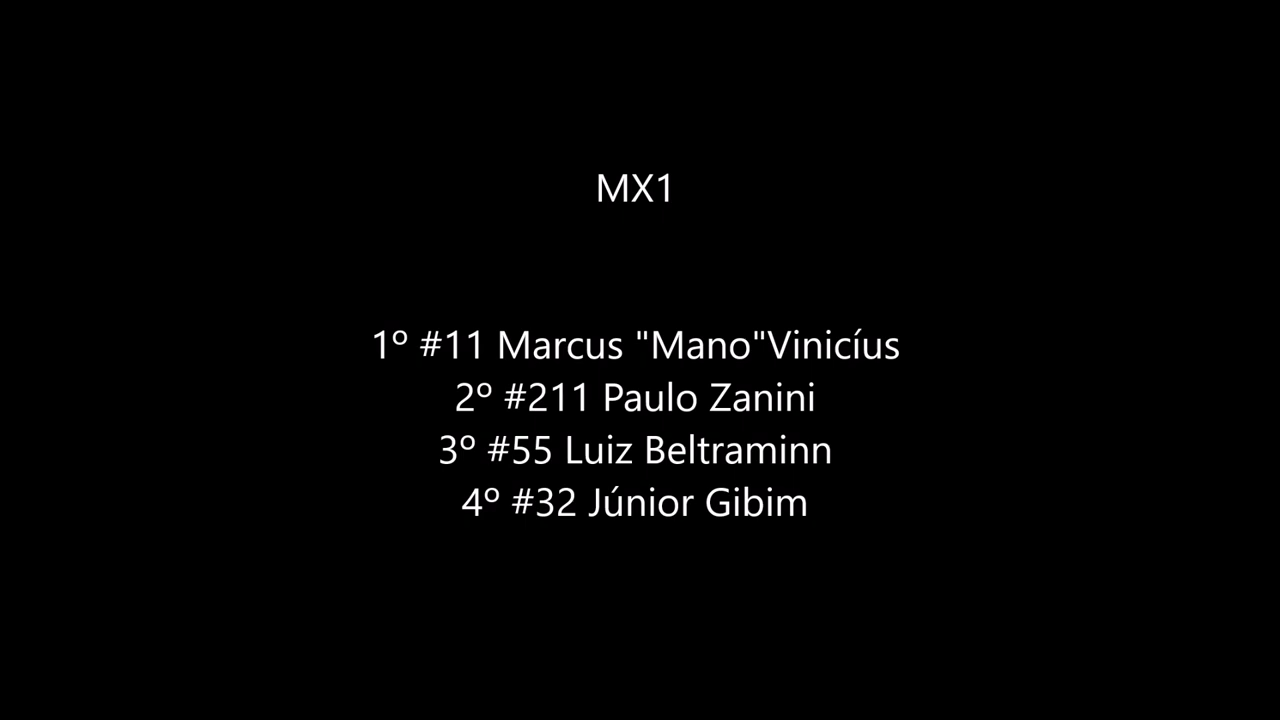 MX1
1º #11 Marcus "Mano"Vinicíus
2º #211 Paulo Zanini
3º #55 Luiz Beltraminn
4º #32 Júnior Gibim